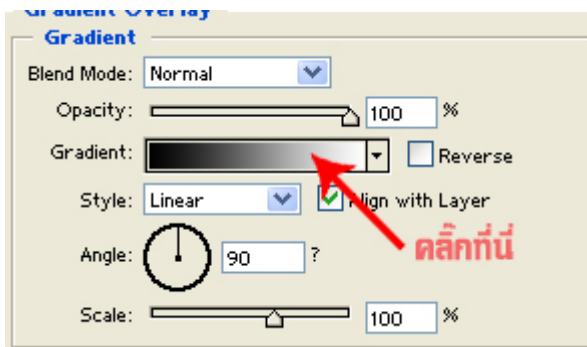 Gradient Overlay
Gradient
Blend Mode: Normal
Opacity: 100 %
Gradient: Reverse
Style: Linear Align with Layer
Angle: 90 ?
คลิ๊กที่นี่
Scale: 100 %